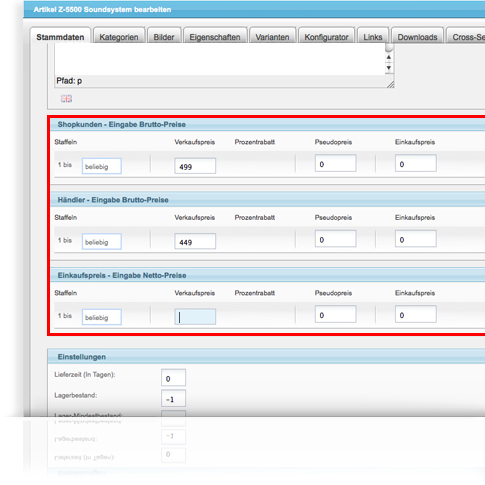 Artikel Z-5500 Soundsystem bearbeiten
Stammdaten Kategorien Bilder Eigenschaften Varianten Konfigurator Links Downloads Cross-Se
Pfad: p
Shopkunden - Eingabe Brutto-Preise
Staffeln Verkaufspreis Prozentrabatt Pseudopreis Einkaufspreis
1 bis beliebig 499 0 0
Händler - Eingabe Brutto-Preise
Staffeln Verkaufspreis Prozentrabatt Pseudopreis Einkaufspreis
1 bis beliebig 449 0 0
Einkaufspreis - Eingabe Netto-Preise
Staffeln Verkaufspreis Prozentrabatt Pseudopreis Einkaufspreis
1 bis beliebig 0 0
Einstellungen
Lieferzeit (In Tagen): 0
Lagerbestand: -1
Lager-Mindestbestand: